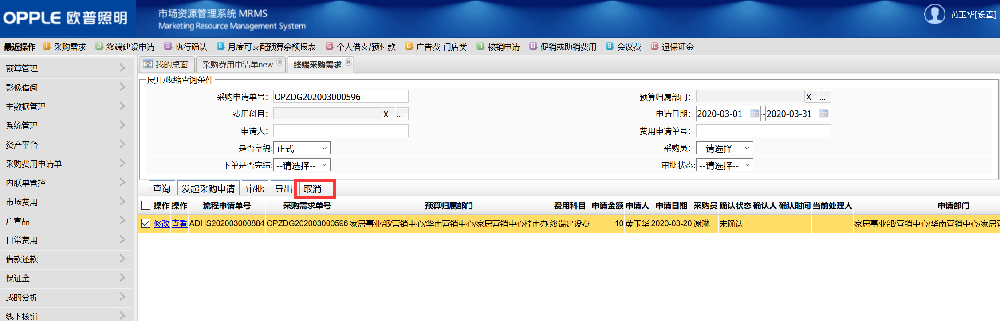 OPPLE 欧普照明
市场资源管理系统 MRMS
Marketing Resource Management System
黄玉华[设置]
最近操作 1 采购需求 2 终端建设申请 3 执行确认 4 月度可支配预算余额报表 5 个人借支/预付款 6 广告费-门店类 7 核销申请 8 促销或助销费用 9 会议费 10 退保证金
预算管理
影像借阅
主数据管理
系统管理
资产平台
采购费用申请单
内联单管控
市场费用
广宣品
日常费用
借款还款
保证金
我的分析
线下核销
我的桌面 采购费用申请单new 终端采购需求
展开/收缩查询条件
采购申请单号： OPZDG202003000596 预算归属部门： X ...
费用科目： X ... 申请日期： 2020-03-01 ~ 2020-03-31
申请人： 费用申请单号：
是否草稿: 正式 采购员： --请选择--
下单是否完结: --请选择-- 审批状态: --请选择--
查询 发起采购申请 审批 导出 取消
操作 操作 流程申请单号 采购需求单号 预算归属部门 费用科目 申请金额 申请人 申请日期 采购员 确认状态 确认人 确认时间 当前处理人 申请部门
修改 查看 ADHS202003000884 OPZDG202003000596 家居事业部/营销中心/华南营销中心/家居营销中心桂南办 终端建设费 10 黄玉华 2020-03-20 谢琳 未确认 家居事业部/营销中心/华南营销中心/家居营